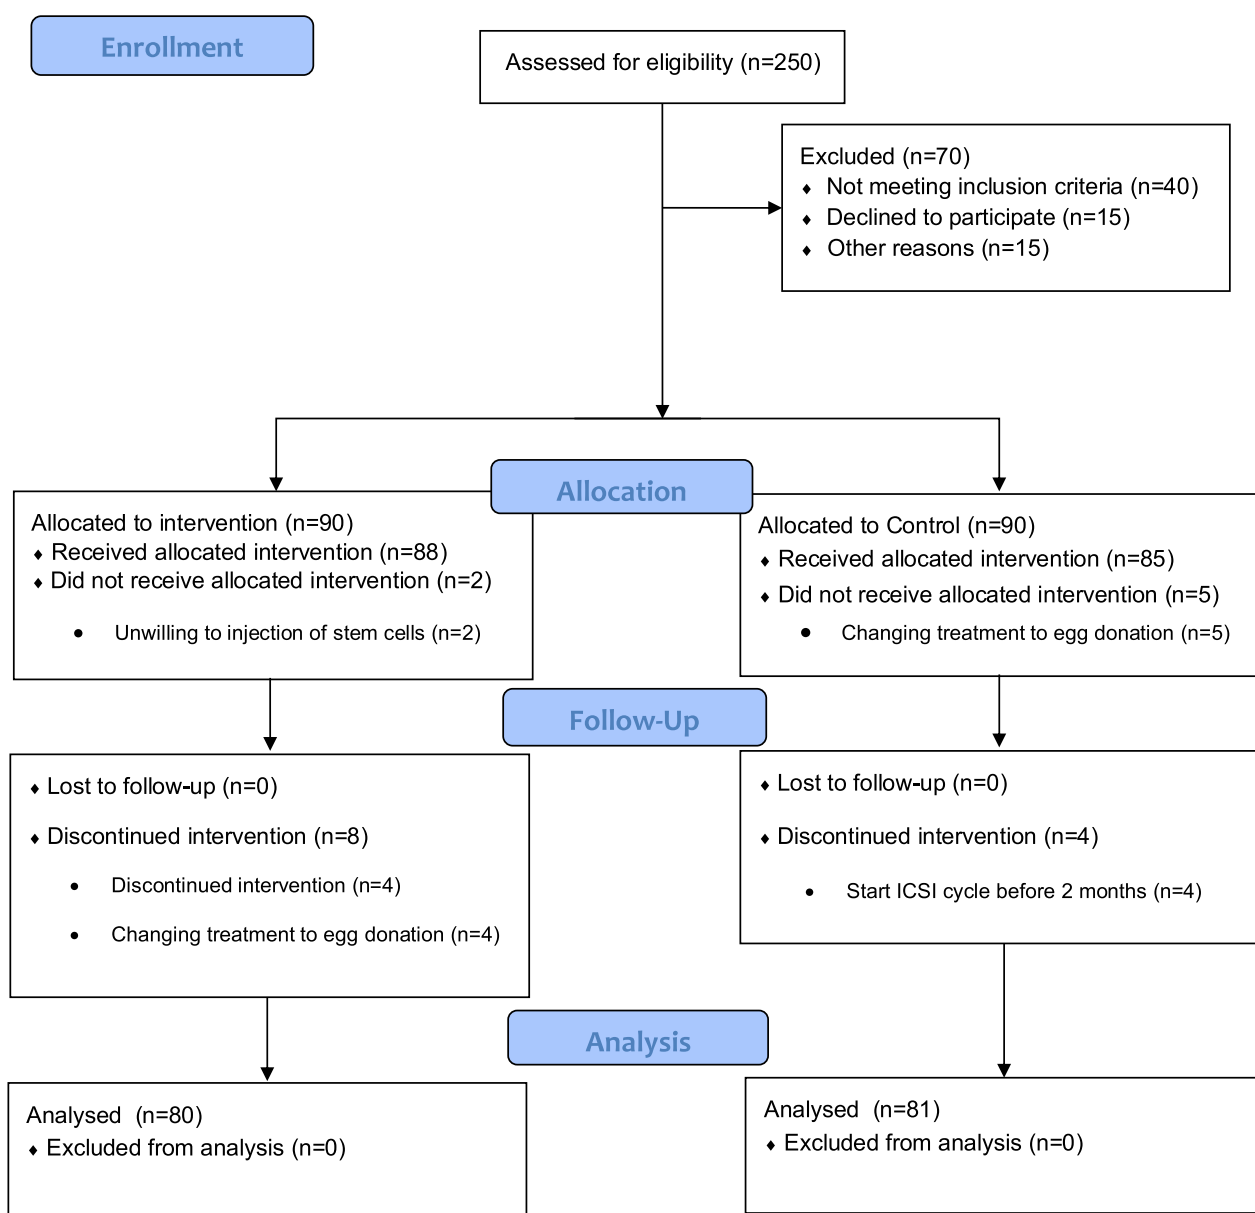 Enrollment
Assessed for eligibility (n=250)
Excluded (n=70)
♦ Not meeting inclusion criteria (n=40)
♦ Declined to participate (n=15)
♦ Other reasons (n=15)
Allocation
Allocated to intervention (n=90)
♦ Received allocated intervention (n=88)
♦ Did not receive allocated intervention (n=2)
• Unwilling to injection of stem cells (n=2)
Allocated to Control (n=90)
♦ Received allocated intervention (n=85)
♦ Did not receive allocated intervention (n=5)
• Changing treatment to egg donation (n=5)
Follow-Up
♦ Lost to follow-up (n=0)
♦ Discontinued intervention (n=8)
• Discontinued intervention (n=4)
• Changing treatment to egg donation (n=4)
♦ Lost to follow-up (n=0)
♦ Discontinued intervention (n=4)
• Start ICSI cycle before 2 months (n=4)
Analysis
Analysed (n=80)
♦ Excluded from analysis (n=0)
Analysed (n=81)
♦ Excluded from analysis (n=0)